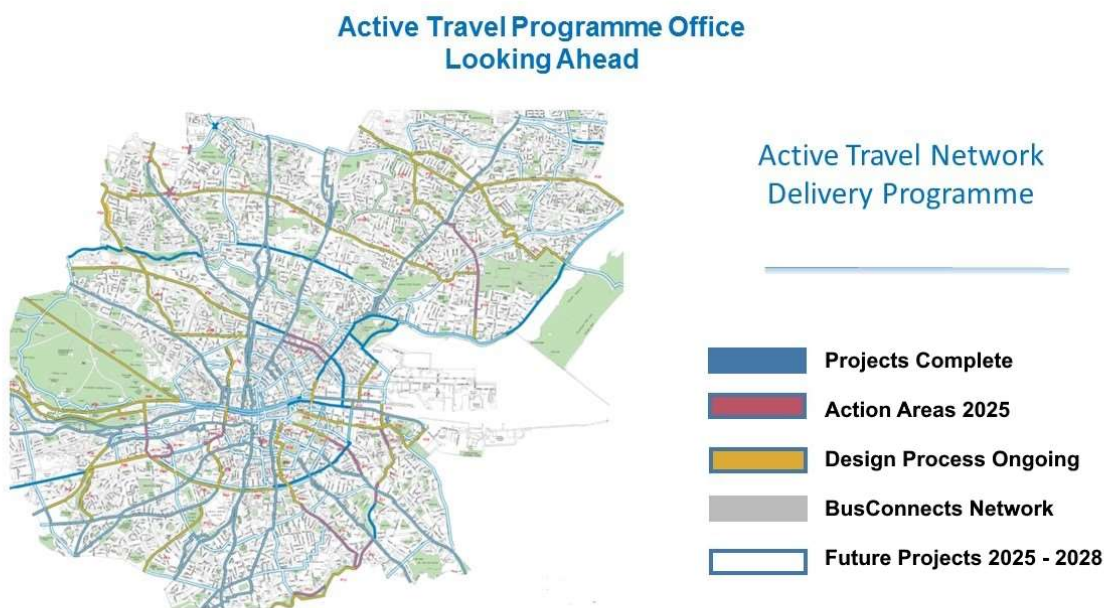 Active Travel Programme Office
Looking Ahead
Active Travel Network
Delivery Programme
Projects Complete
Action Areas 2025
Design Process Ongoing
BusConnects Network
Future Projects 2025 - 2028